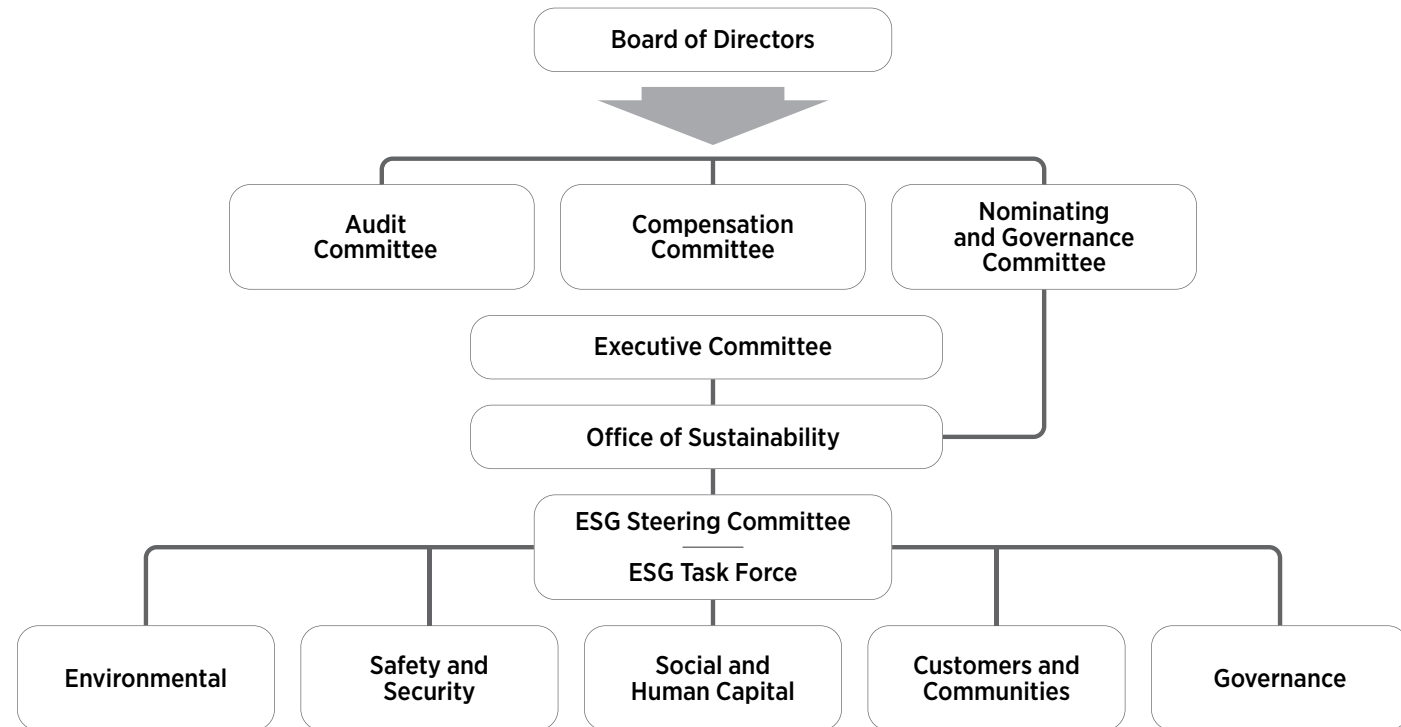 Board of Directors
Audit
Committee
Compensation
Committee
Nominating
and Governance
Committee
Executive Committee
Office of Sustainability
ESG Steering Committee
ESG Task Force
Environmental
Safety and
Security
Social and
Human Capital
Customers and
Communities
Governance